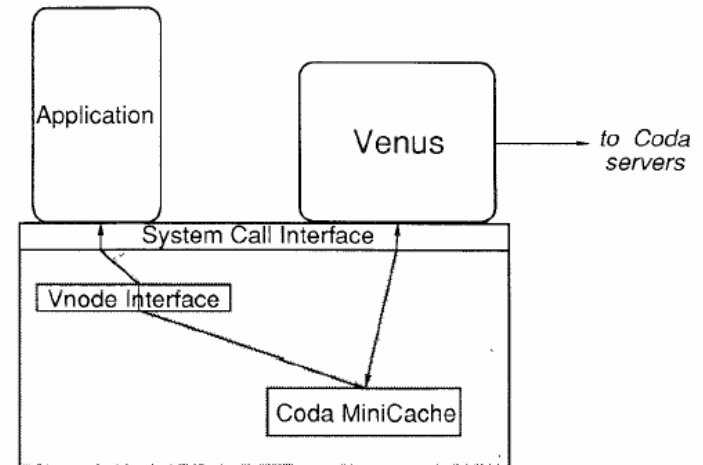 Application
Venus
to Coda
servers
System Call Interface
Vnode Interface
Coda MiniCache